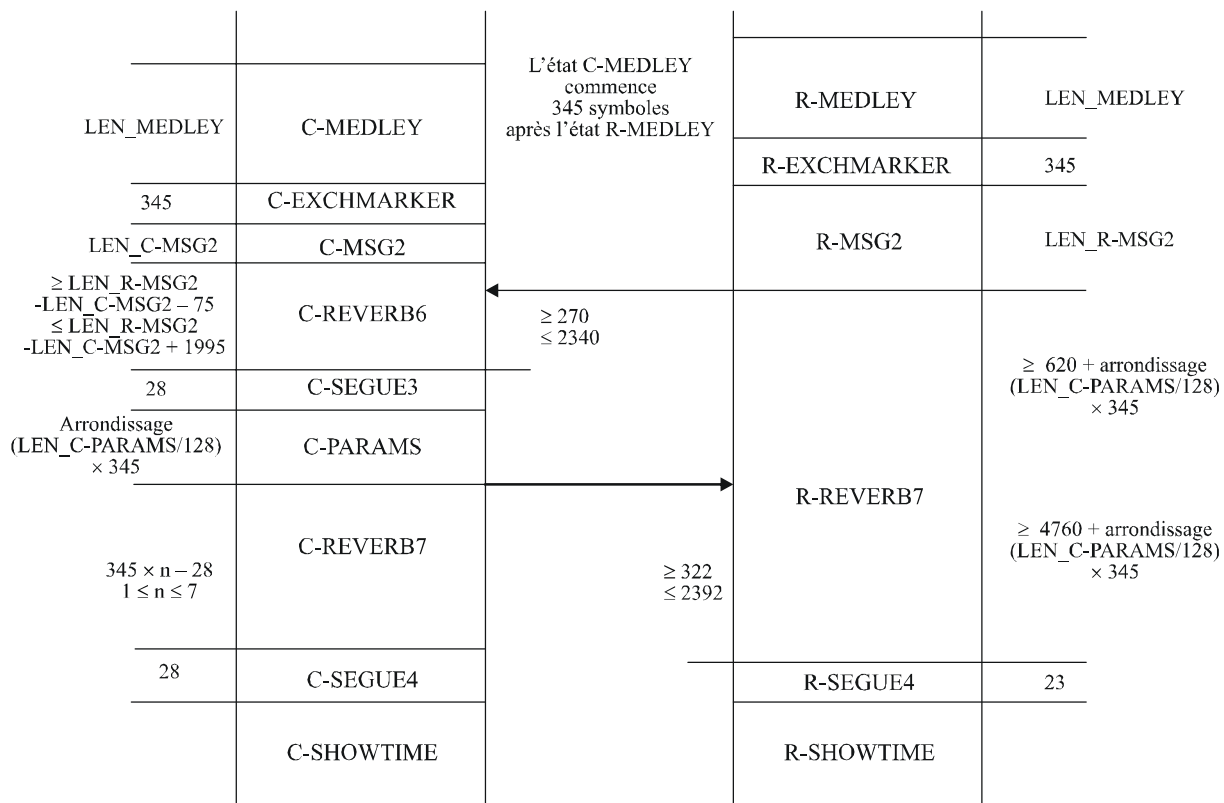 L'état C-MEDLEY
commence
345 symboles
après l'état R-MEDLEY
LEN_MEDLEY
C-MEDLEY
R-MEDLEY
LEN_MEDLEY
R-EXCHMARKER
345
345
C-EXCHMARKER
LEN_C-MSG2
C-MSG2
R-MSG2
LEN_R-MSG2
≥ LEN_R-MSG2
-LEN_C-MSG2 – 75
≤ LEN_R-MSG2
-LEN_C-MSG2 + 1995
C-REVERB6
≥ 270
≤ 2340
28
C-SEGUE3
≥ 620 + arrondissage
(LEN_C-PARAMS/128)
× 345
Arrondissage
(LEN_C-PARAMS/128)
× 345
C-PARAMS
R-REVERB7
C-REVERB7
≥ 4760 + arrondissage
(LEN_C-PARAMS/128)
× 345
345 × n – 28
1 ≤ n ≤ 7
≥ 322
≤ 2392
28
C-SEGUE4
R-SEGUE4
23
C-SHOWTIME
R-SHOWTIME